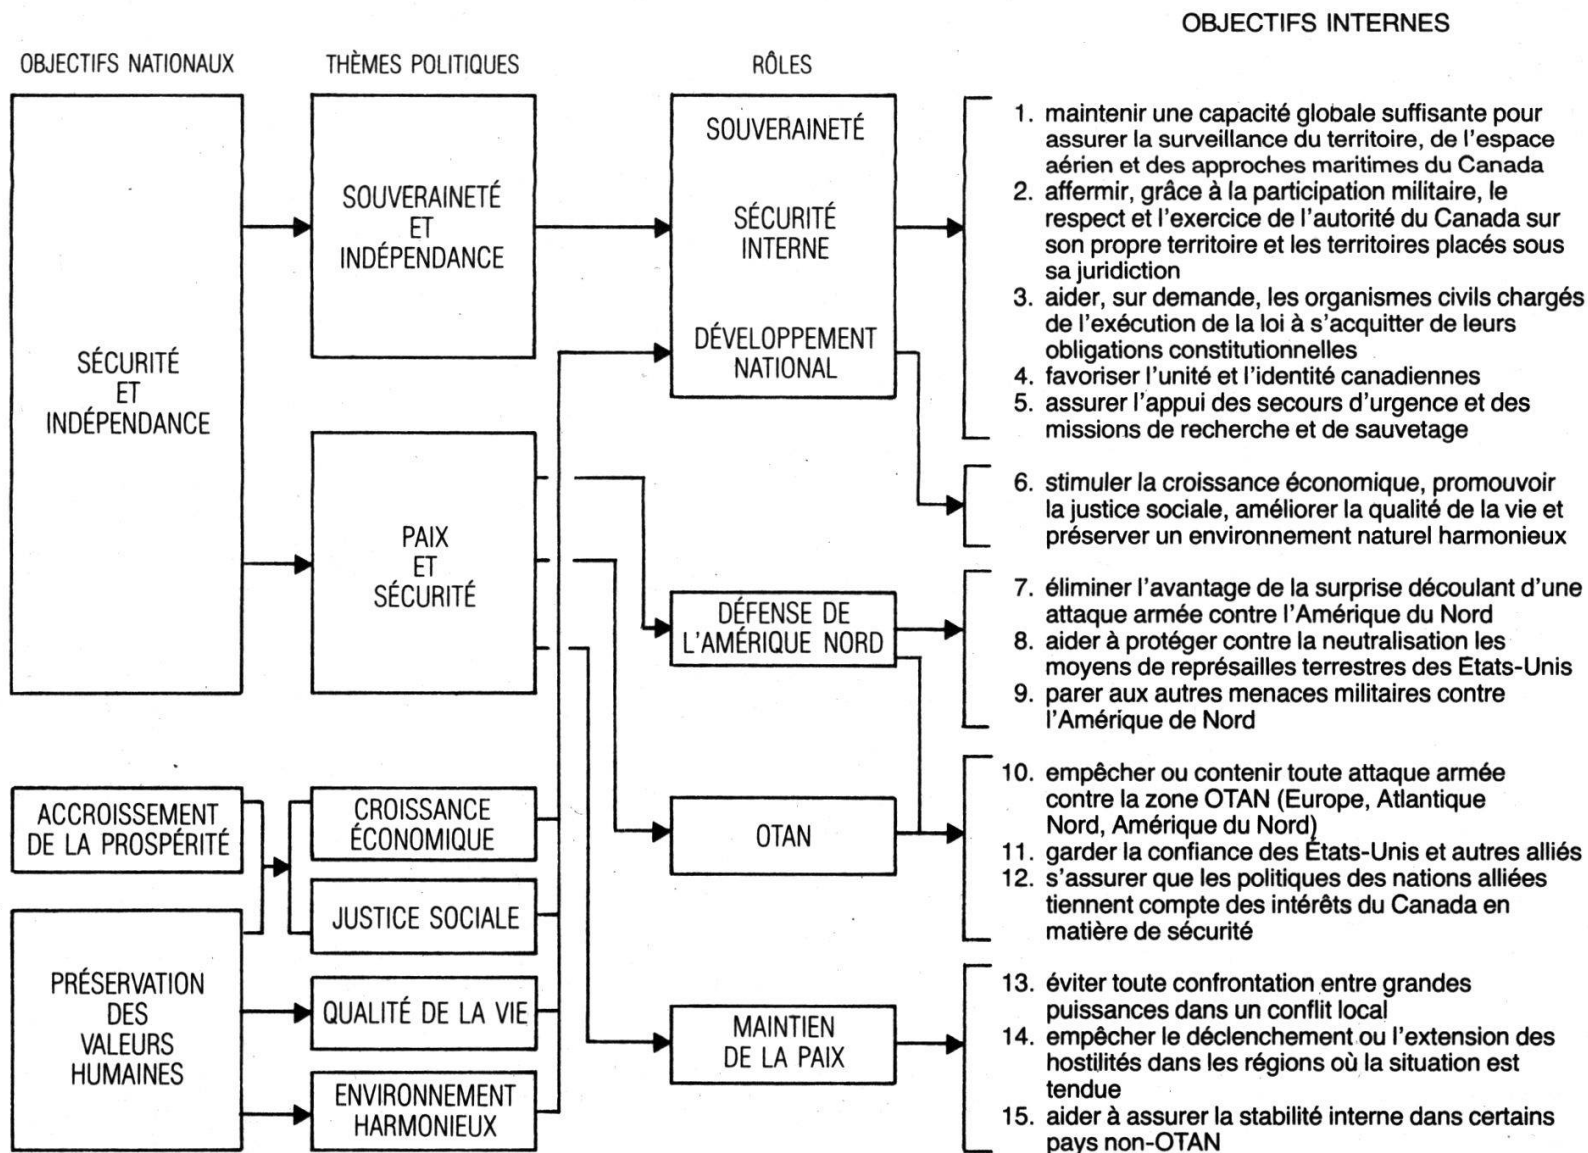 OBJECTIFS NATIONAUX
SÉCURITÉ
ET
INDÉPENDANCE
ACCROISSEMENT
DE LA PROSPÉRITÉ
PRÉSERVATION
DES
VALEURS
HUMAINES
THÈMES POLITIQUES
SOUVERAINETÉ
ET
INDÉPENDANCE
PAIX
ET
SÉCURITÉ
CROISSANCE
ÉCONOMIQUE
JUSTICE SOCIALE
QUALITÉ DE LA VIE
ENVIRONNEMENT
HARMONIEUX
RÔLES
SOUVERAINETÉ
SÉCURITÉ
INTERNE
DÉVELOPPEMENT
NATIONAL
DÉFENSE DE
L'AMÉRIQUE NORD
OTAN
MAINTIEN
DE LA PAIX
OBJECTIFS INTERNES
1. maintenir une capacité globale suffisante pour
assurer la surveillance du territoire, de l'espace
aérien et des approches maritimes du Canada
2. affermir, grâce à la participation militaire, le
respect et l'exercice de l'autorité du Canada sur
son propre territoire et les territoires placés sous
sa juridiction
3. aider, sur demande, les organismes civils chargés
de l'exécution de la loi à s'acquitter de leurs
obligations constitutionnelles
4. favoriser l'unité et l'identité canadiennes
5. assurer l'appui des secours d'urgence et des
missions de recherche et de sauvetage
6. stimuler la croissance économique, promouvoir
la justice sociale, améliorer la qualité de la vie et
préserver un environnement naturel harmonieux
7. éliminer l'avantage de la surprise découlant d'une
attaque armée contre l'Amérique du Nord
8. aider à protéger contre la neutralisation les
moyens de représailles terrestres des Etats-Unis
9. parer aux autres menaces militaires contre
l'Amérique de Nord
10. empêcher ou contenir toute attaque armée
contre la zone OTAN (Europe, Atlantique
Nord, Amérique du Nord)
11. garder la confiance des États-Unis et autres alliés
12. s'assurer que les politiques des nations alliées
tiennent compte des intérêts du Canada en
matière de sécurité
13. éviter toute confrontation entre grandes
puissances dans un conflit local
14. empêcher le déclenchement ou l'extension des
hostilités dans les régions où la situation est
tendue
15. aider à assurer la stabilité interne dans certains
pays non-OTAN